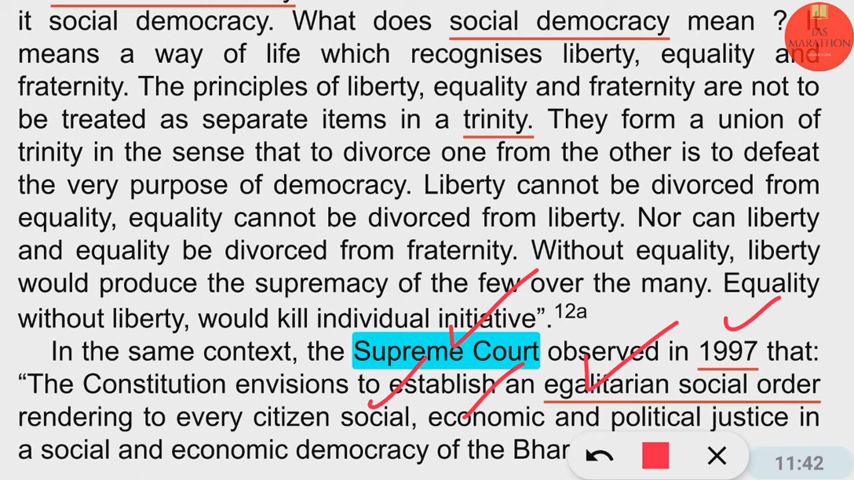 it social democracy. What does social democracy mean ? It
means a way of life which recognises liberty, equality and
fraternity. The principles of liberty, equality and fraternity are not to
be treated as separate items in a trinity. They form a union of
trinity in the sense that to divorce one from the other is to defeat
the very purpose of democracy. Liberty cannot be divorced from
equality, equality cannot be divorced from liberty. Nor can liberty
and equality be divorced from fraternity. Without equality, liberty
would produce the supremacy of the few over the many. Equality
without liberty, would kill individual initiative”.12a
In the same context, the Supreme Court observed in 1997 that:
“The Constitution envisions to establish an egalitarian social order
rendering to every citizen social, economic and political justice in
a social and economic democracy of the Bhar
IAS
MARATHON
11:42